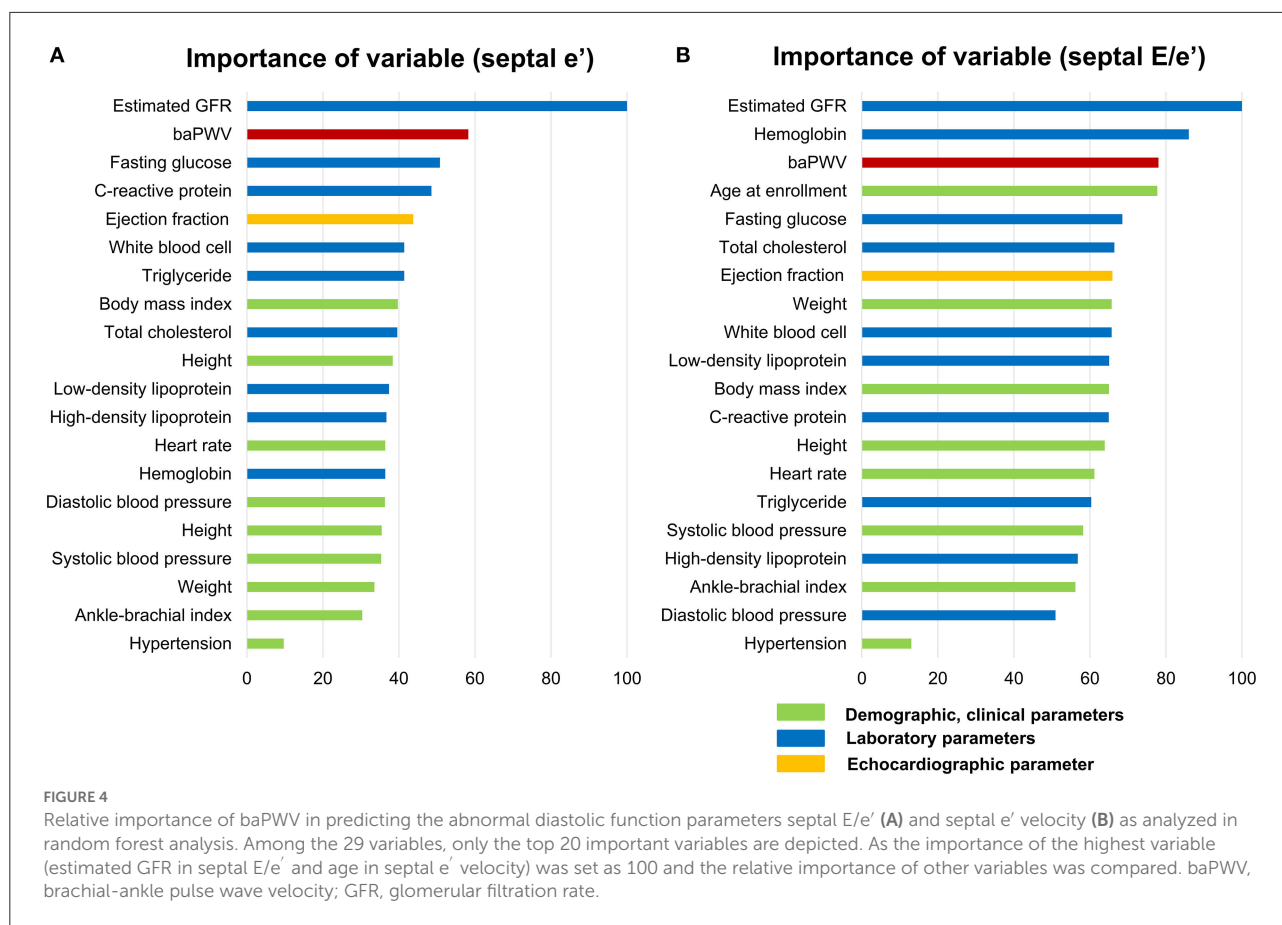 A
Importance of variable (septal e’)
Estimated GFR
baPWV
Fasting glucose
C-reactive protein
Ejection fraction
White blood cell
Triglyceride
Body mass index
Total cholesterol
Height
Low-density lipoprotein
High-density lipoprotein
Heart rate
Hemoglobin
Diastolic blood pressure
Height
Systolic blood pressure
Weight
Ankle-brachial index
Hypertension
0 20 40 60 80 100
B
Importance of variable (septal E/e’)
Estimated GFR
Hemoglobin
baPWV
Age at enrollment
Fasting glucose
Total cholesterol
Ejection fraction
Weight
White blood cell
Low-density lipoprotein
Body mass index
C-reactive protein
Height
Heart rate
Triglyceride
Systolic blood pressure
High-density lipoprotein
Ankle-brachial index
Diastolic blood pressure
Hypertension
0 20 40 60 80 100
Demographic, clinical parameters
Laboratory parameters
Echocardiographic parameter
FIGURE 4
Relative importance of baPWV in predicting the abnormal diastolic function parameters septal E/e′ (A) and septal e′ velocity (B) as analyzed in
random forest analysis. Among the 29 variables, only the top 20 important variables are depicted. As the importance of the highest variable
(estimated GFR in septal E/e′ and age in septal e′ velocity) was set as 100 and the relative importance of other variables was compared. baPWV,
brachial-ankle pulse wave velocity; GFR, glomerular filtration rate.